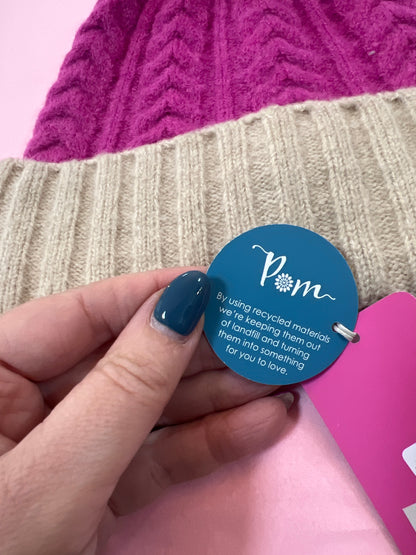 Pom
By using recycled materials
we're keeping them out
of landfill and turning
them into something
for you to love.